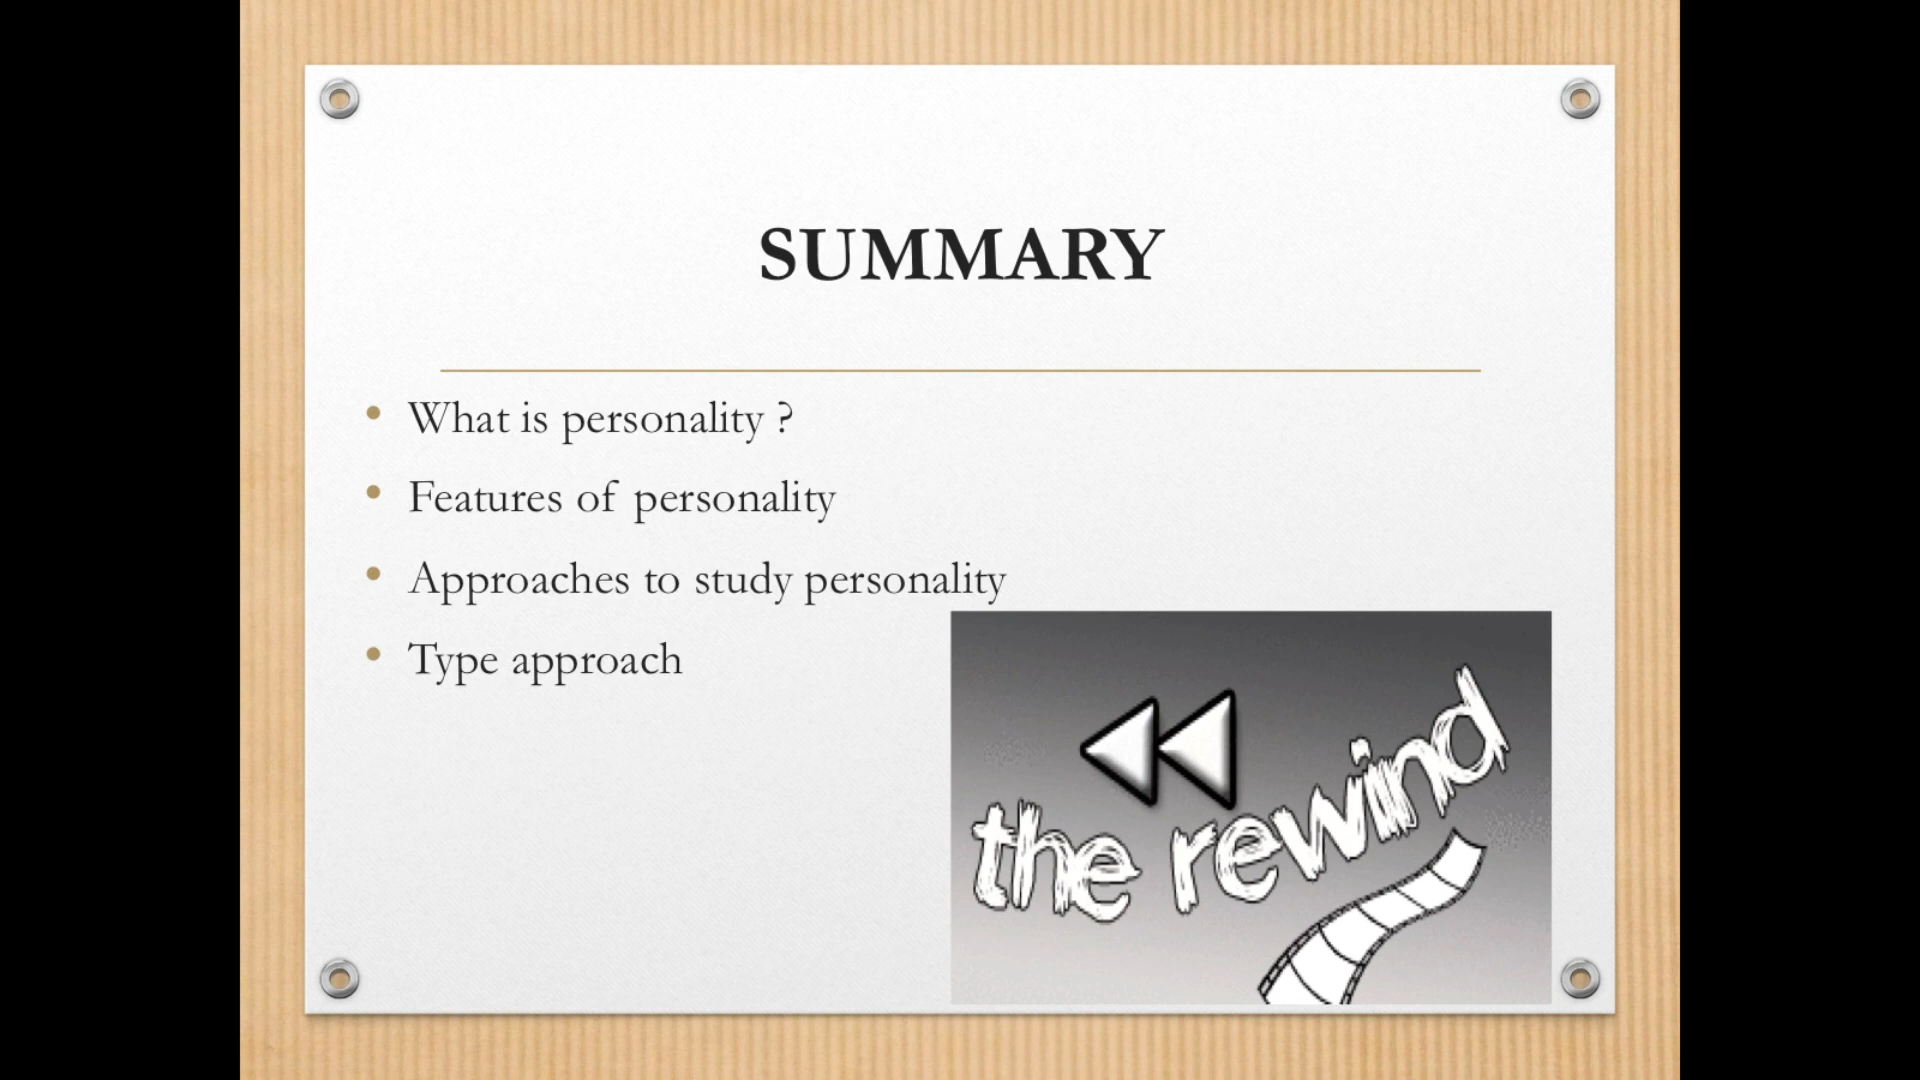 SUMMARY
• What is personality ?
• Features of personality
• Approaches to study personality
• Type approach
the rewind